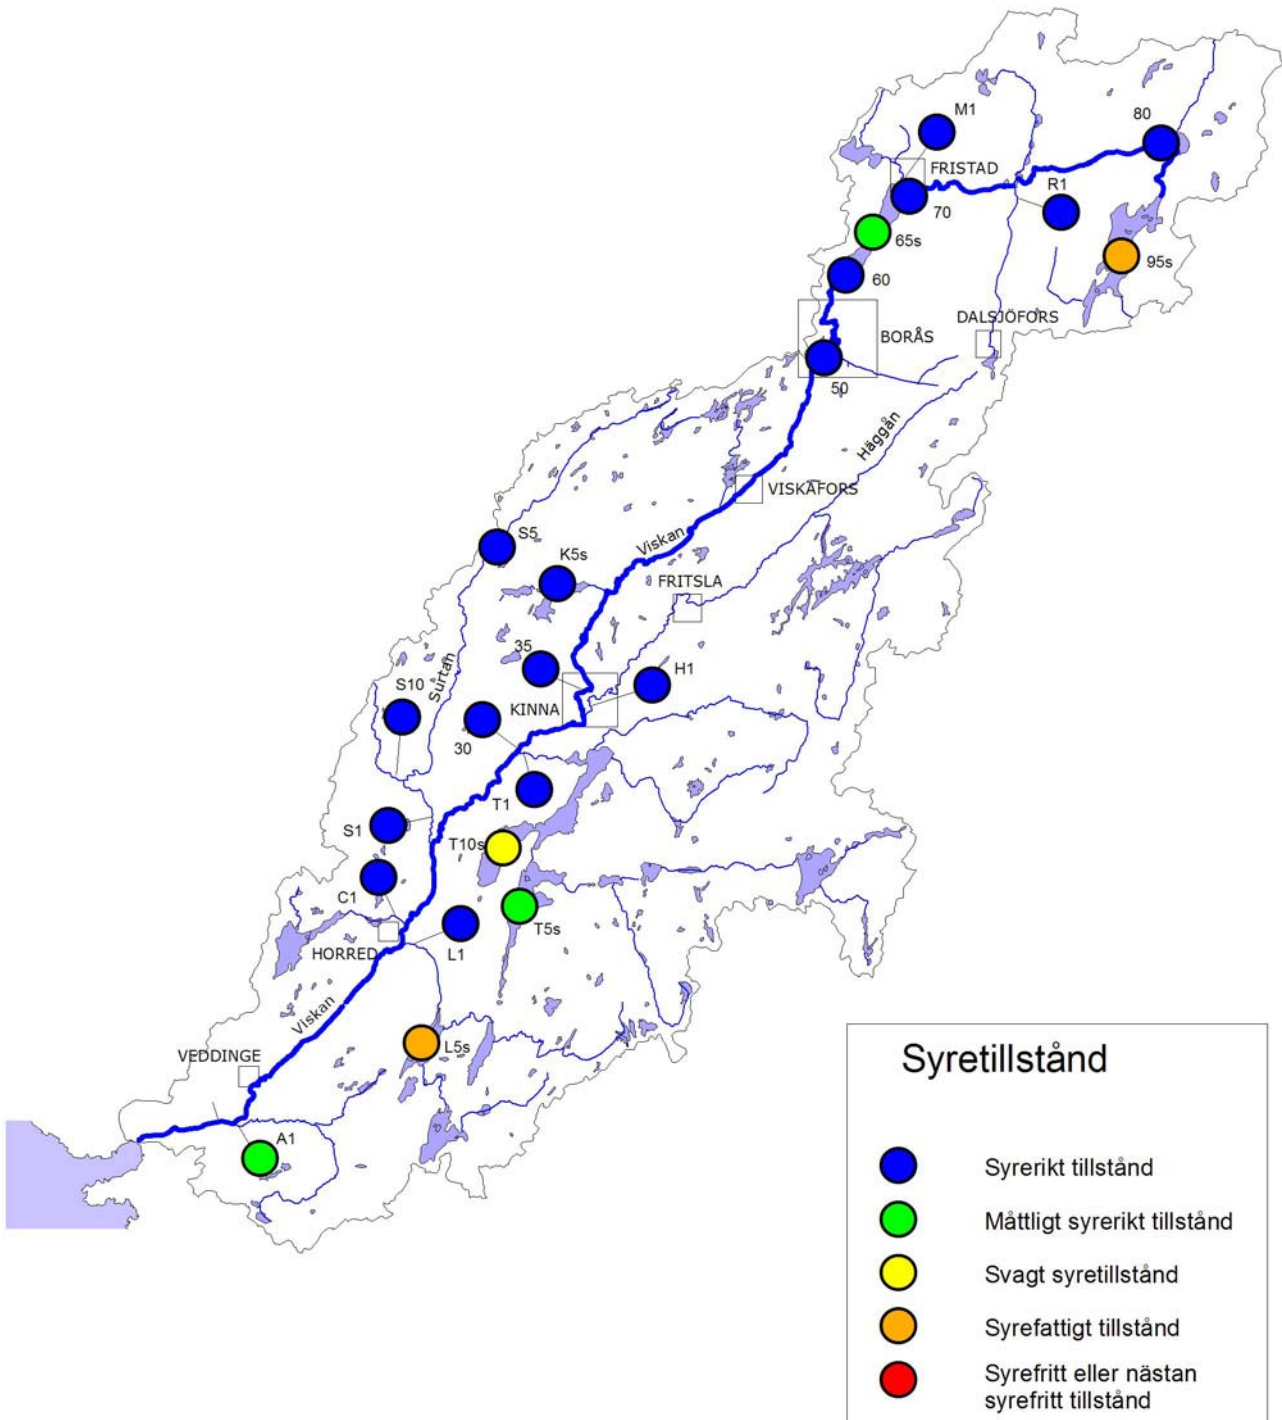 M1
80
FRISTAD
R1
70
65s
95s
60
DALSJÖFORS
BORÅS
50
Häggån
VISKAFORS
S5
Viskan
K5s
FRITSLA
35
Surtan
H1
S10
KINNA
30
T1
S1
T10s
C1
T5s
HORRED
L1
Viskan
L5s
VEDDINGE
A1
Syretillstånd
Syrerikt tillstånd
Måttligt syrerikt tillstånd
Svagt syretillstånd
Syrefattigt tillstånd
Syrefritt eller nästan
syrefritt tillstånd